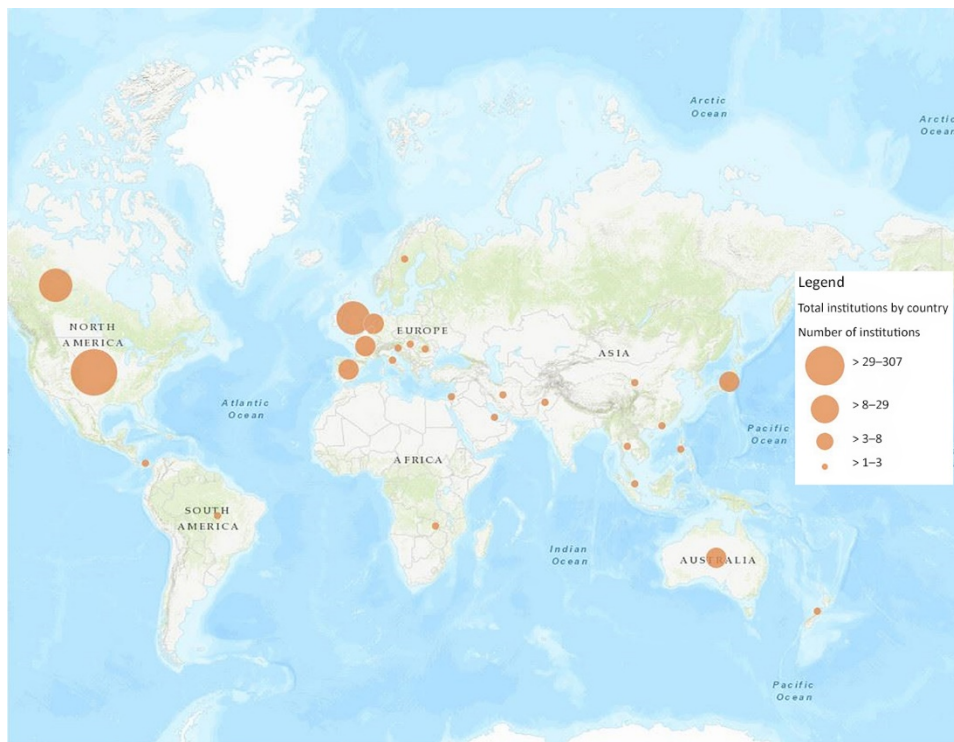 Arctic
Ocean
Arctic
Ocean
Legend
Total institutions by country
Number of institutions
> 29–307
> 8–29
> 3–8
> 1–3
NORTH
AMERICA
EUROPE
ASIA
Atlantic
Ocean
Pacific
Ocean
AFRICA
SOUTH
AMERICA
Indian
Ocean
AUSTRALIA
Pacific
Ocean